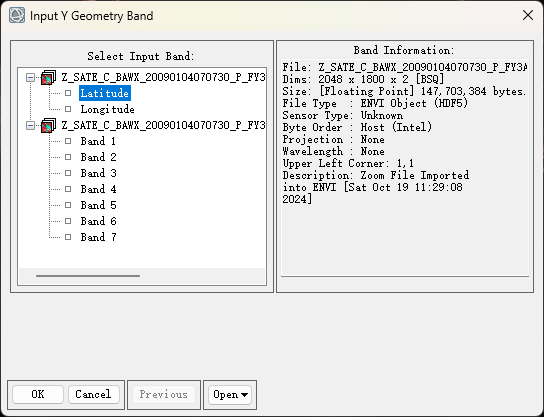 Input Y Geometry Band
Select Input Band:
Z_SATE_C_BAWX_20090104070730_P_FY3
Latitude
Longitude
Z_SATE_C_BAWX_20090104070730_P_FY3
Band 1
Band 2
Band 3
Band 4
Band 5
Band 6
Band 7
Band Information:
File: Z_SATE_C_BAWX_20090104070730_P_FY3A
Dims: 2048 x 1800 x 2 [BSQ]
Size: [Floating Point] 147,703,384 bytes.
File Type : ENVI Object (HDF5)
Sensor Type: Unknown
Byte Order : Host (Intel)
Projection : None
Wavelength : None
Upper Left Corner: 1,1
Description: Zoom File Imported
into ENVI [Sat Oct 19 11:29:08
2024]
OK Cancel Previous Open